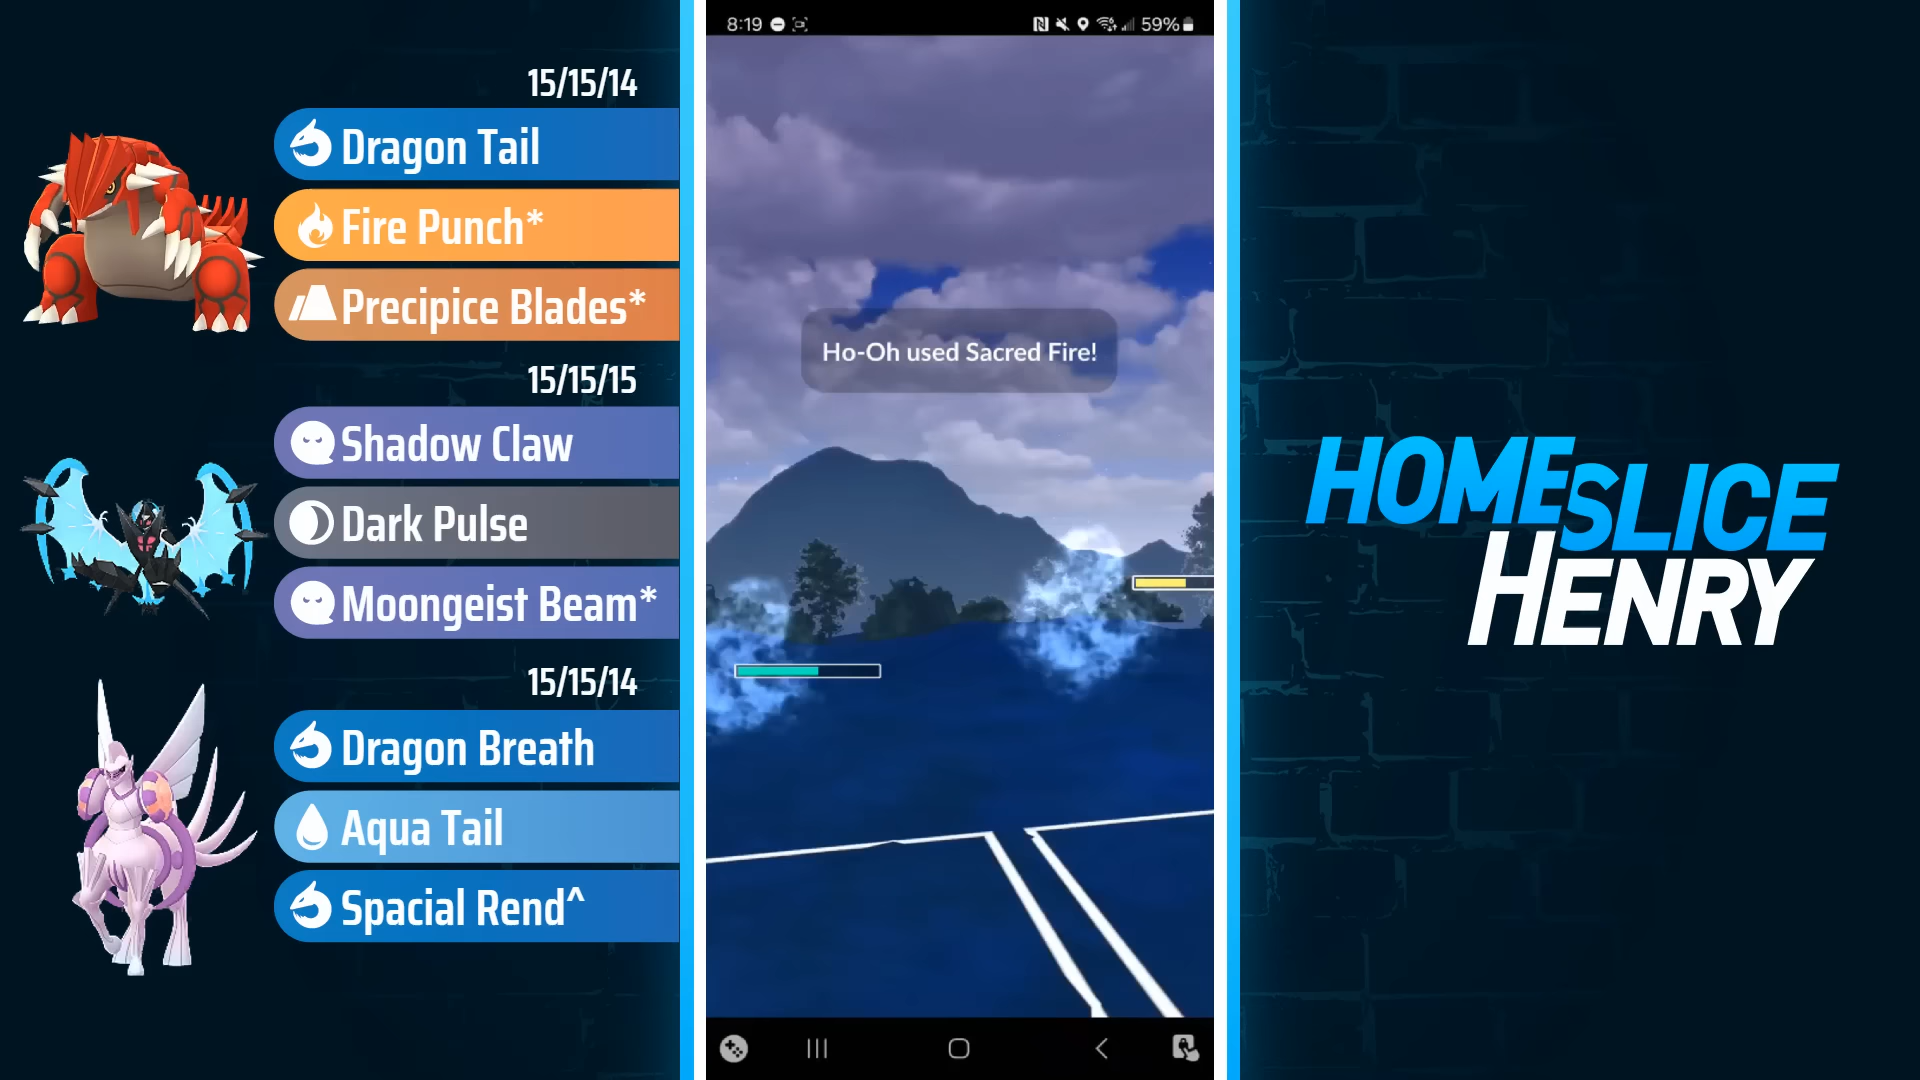 15/15/14
Dragon Tail
Fire Punch*
Precipice Blades*
15/15/15
Shadow Claw
Dark Pulse
Moongeist Beam*
15/15/14
Dragon Breath
Aqua Tail
Spacial Rend^
8:19
59%
Ho-Oh used Sacred Fire!
HOMESLICE
HENRY